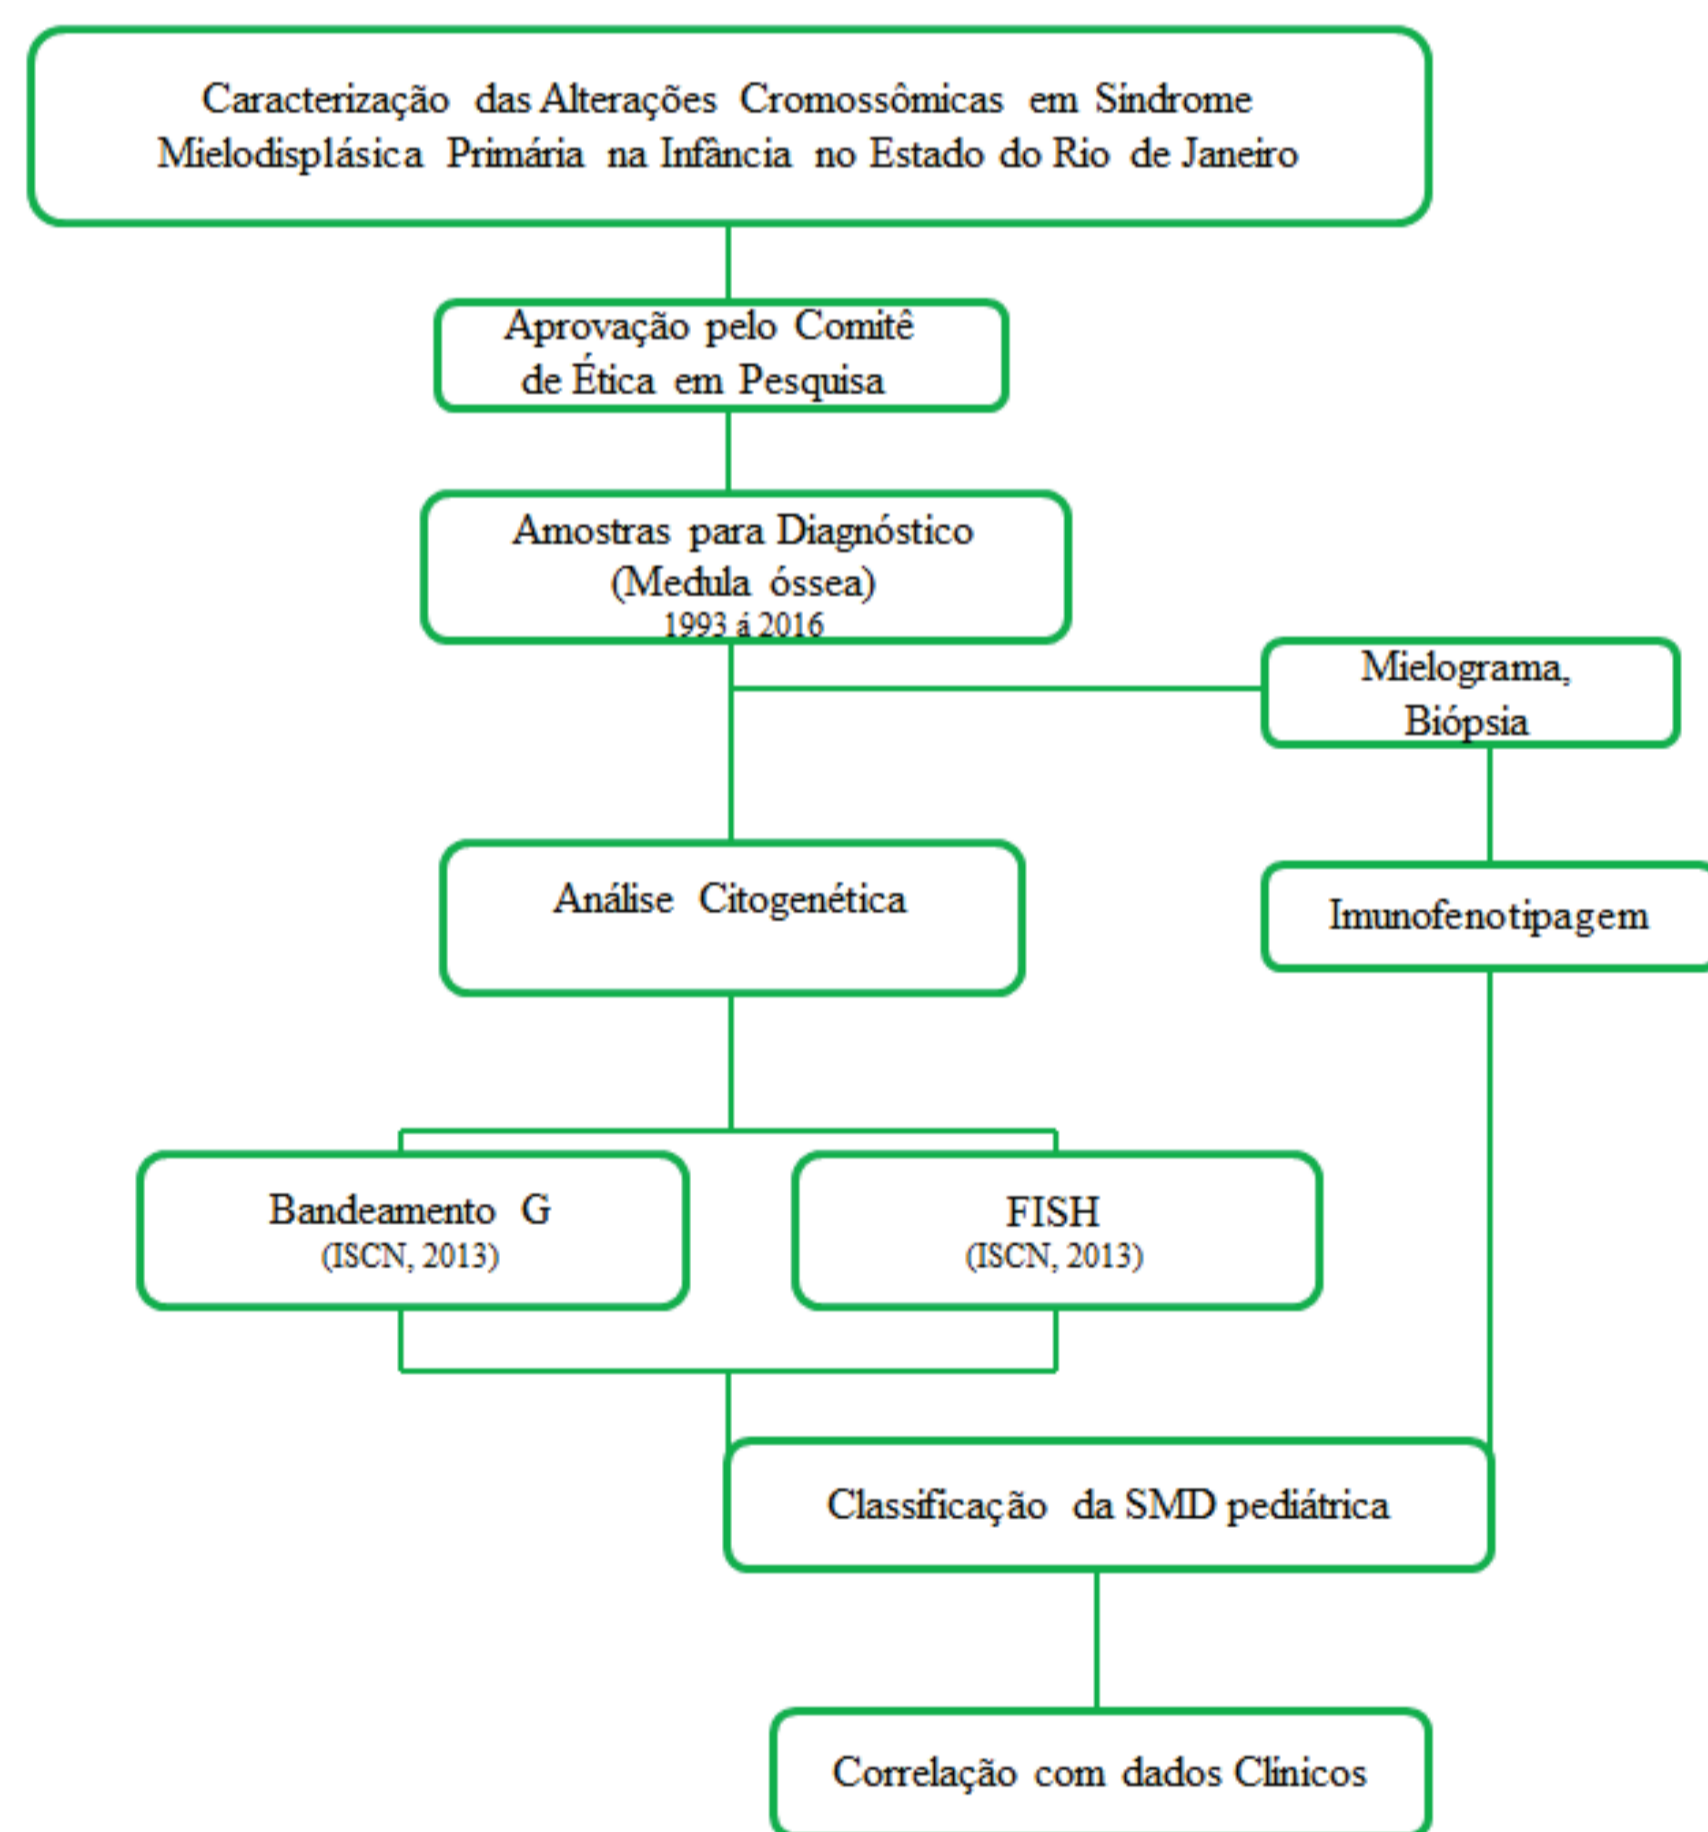 Caracterização das Alterações Cromossômicas em Síndrome
Mielodisplásica Primária na Infância no Estado do Rio de Janeiro
Aprovação pelo Comitê
de Ética em Pesquisa
Amostras para Diagnóstico
(Medula óssea)
1993 á 2016
Mielograma,
Biópsia
Análise Citogenética
Imunofenotipagem
Bandeamento G
(ISCN, 2013)
FISH
(ISCN, 2013)
Classificação da SMD pediátrica
Correlação com dados Clínicos